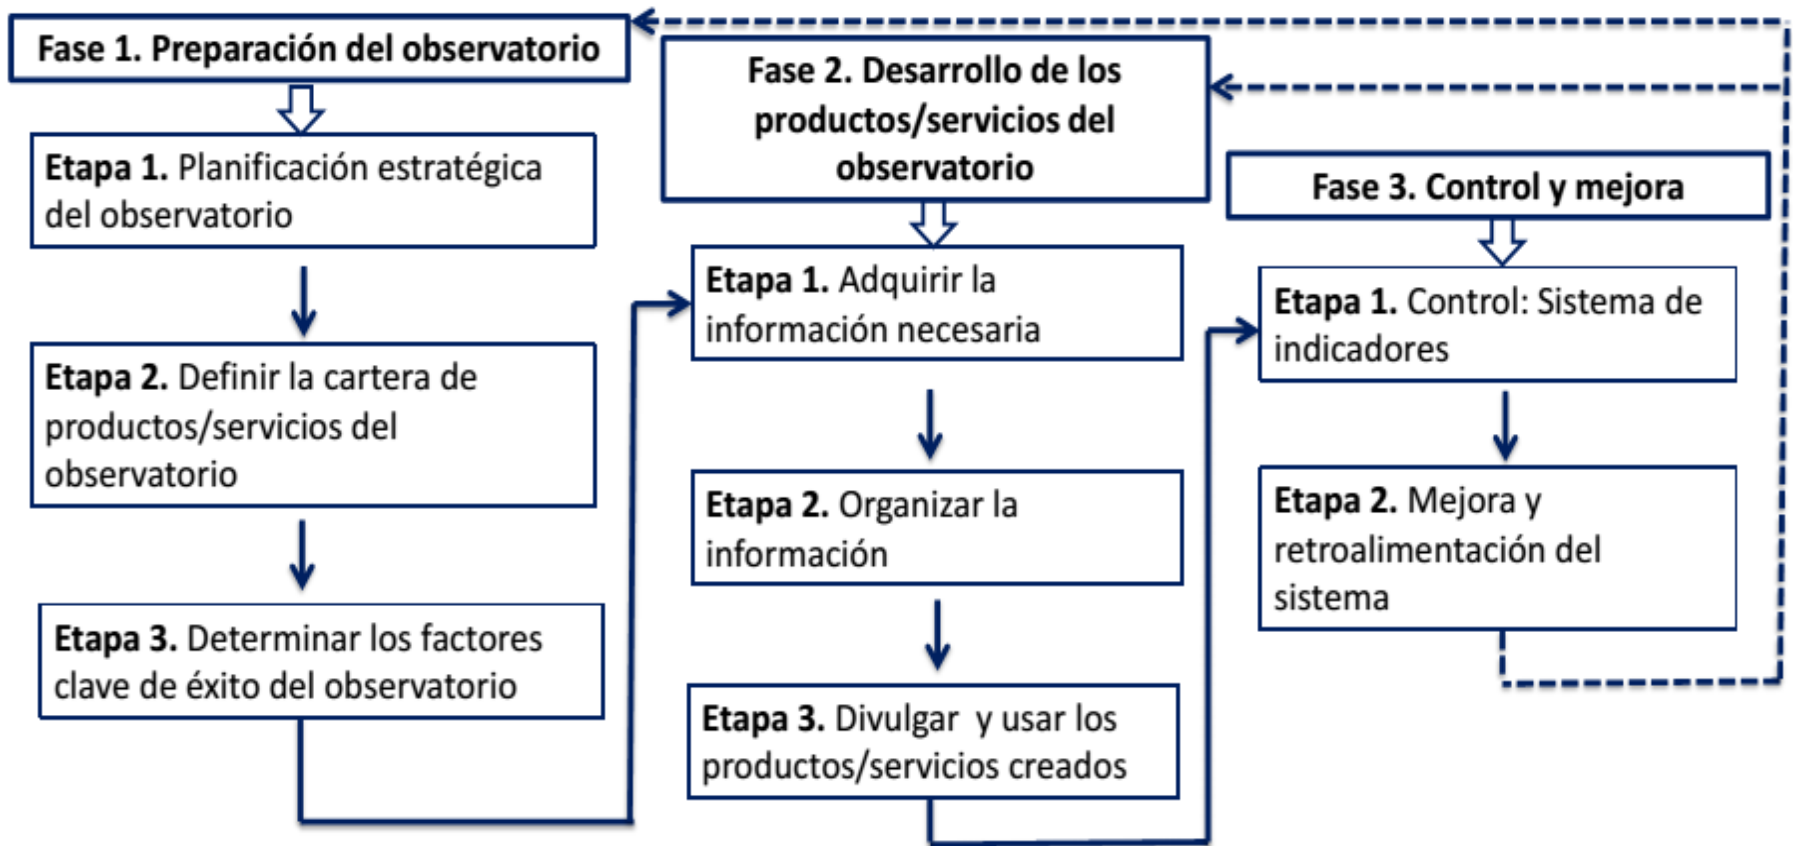 Fase 1. Preparación del observatorio
Etapa 1. Planificación estratégica
del observatorio
Etapa 2. Definir la cartera de
productos/servicios del
observatorio
Etapa 3. Determinar los factores
clave de éxito del observatorio
Fase 2. Desarrollo de los
productos/servicios del
observatorio
Etapa 1. Adquirir la
información necesaria
Etapa 2. Organizar la
información
Etapa 3. Divulgar y usar los
productos/servicios creados
Fase 3. Control y mejora
Etapa 1. Control: Sistema de
indicadores
Etapa 2. Mejora y
retroalimentación del
sistema